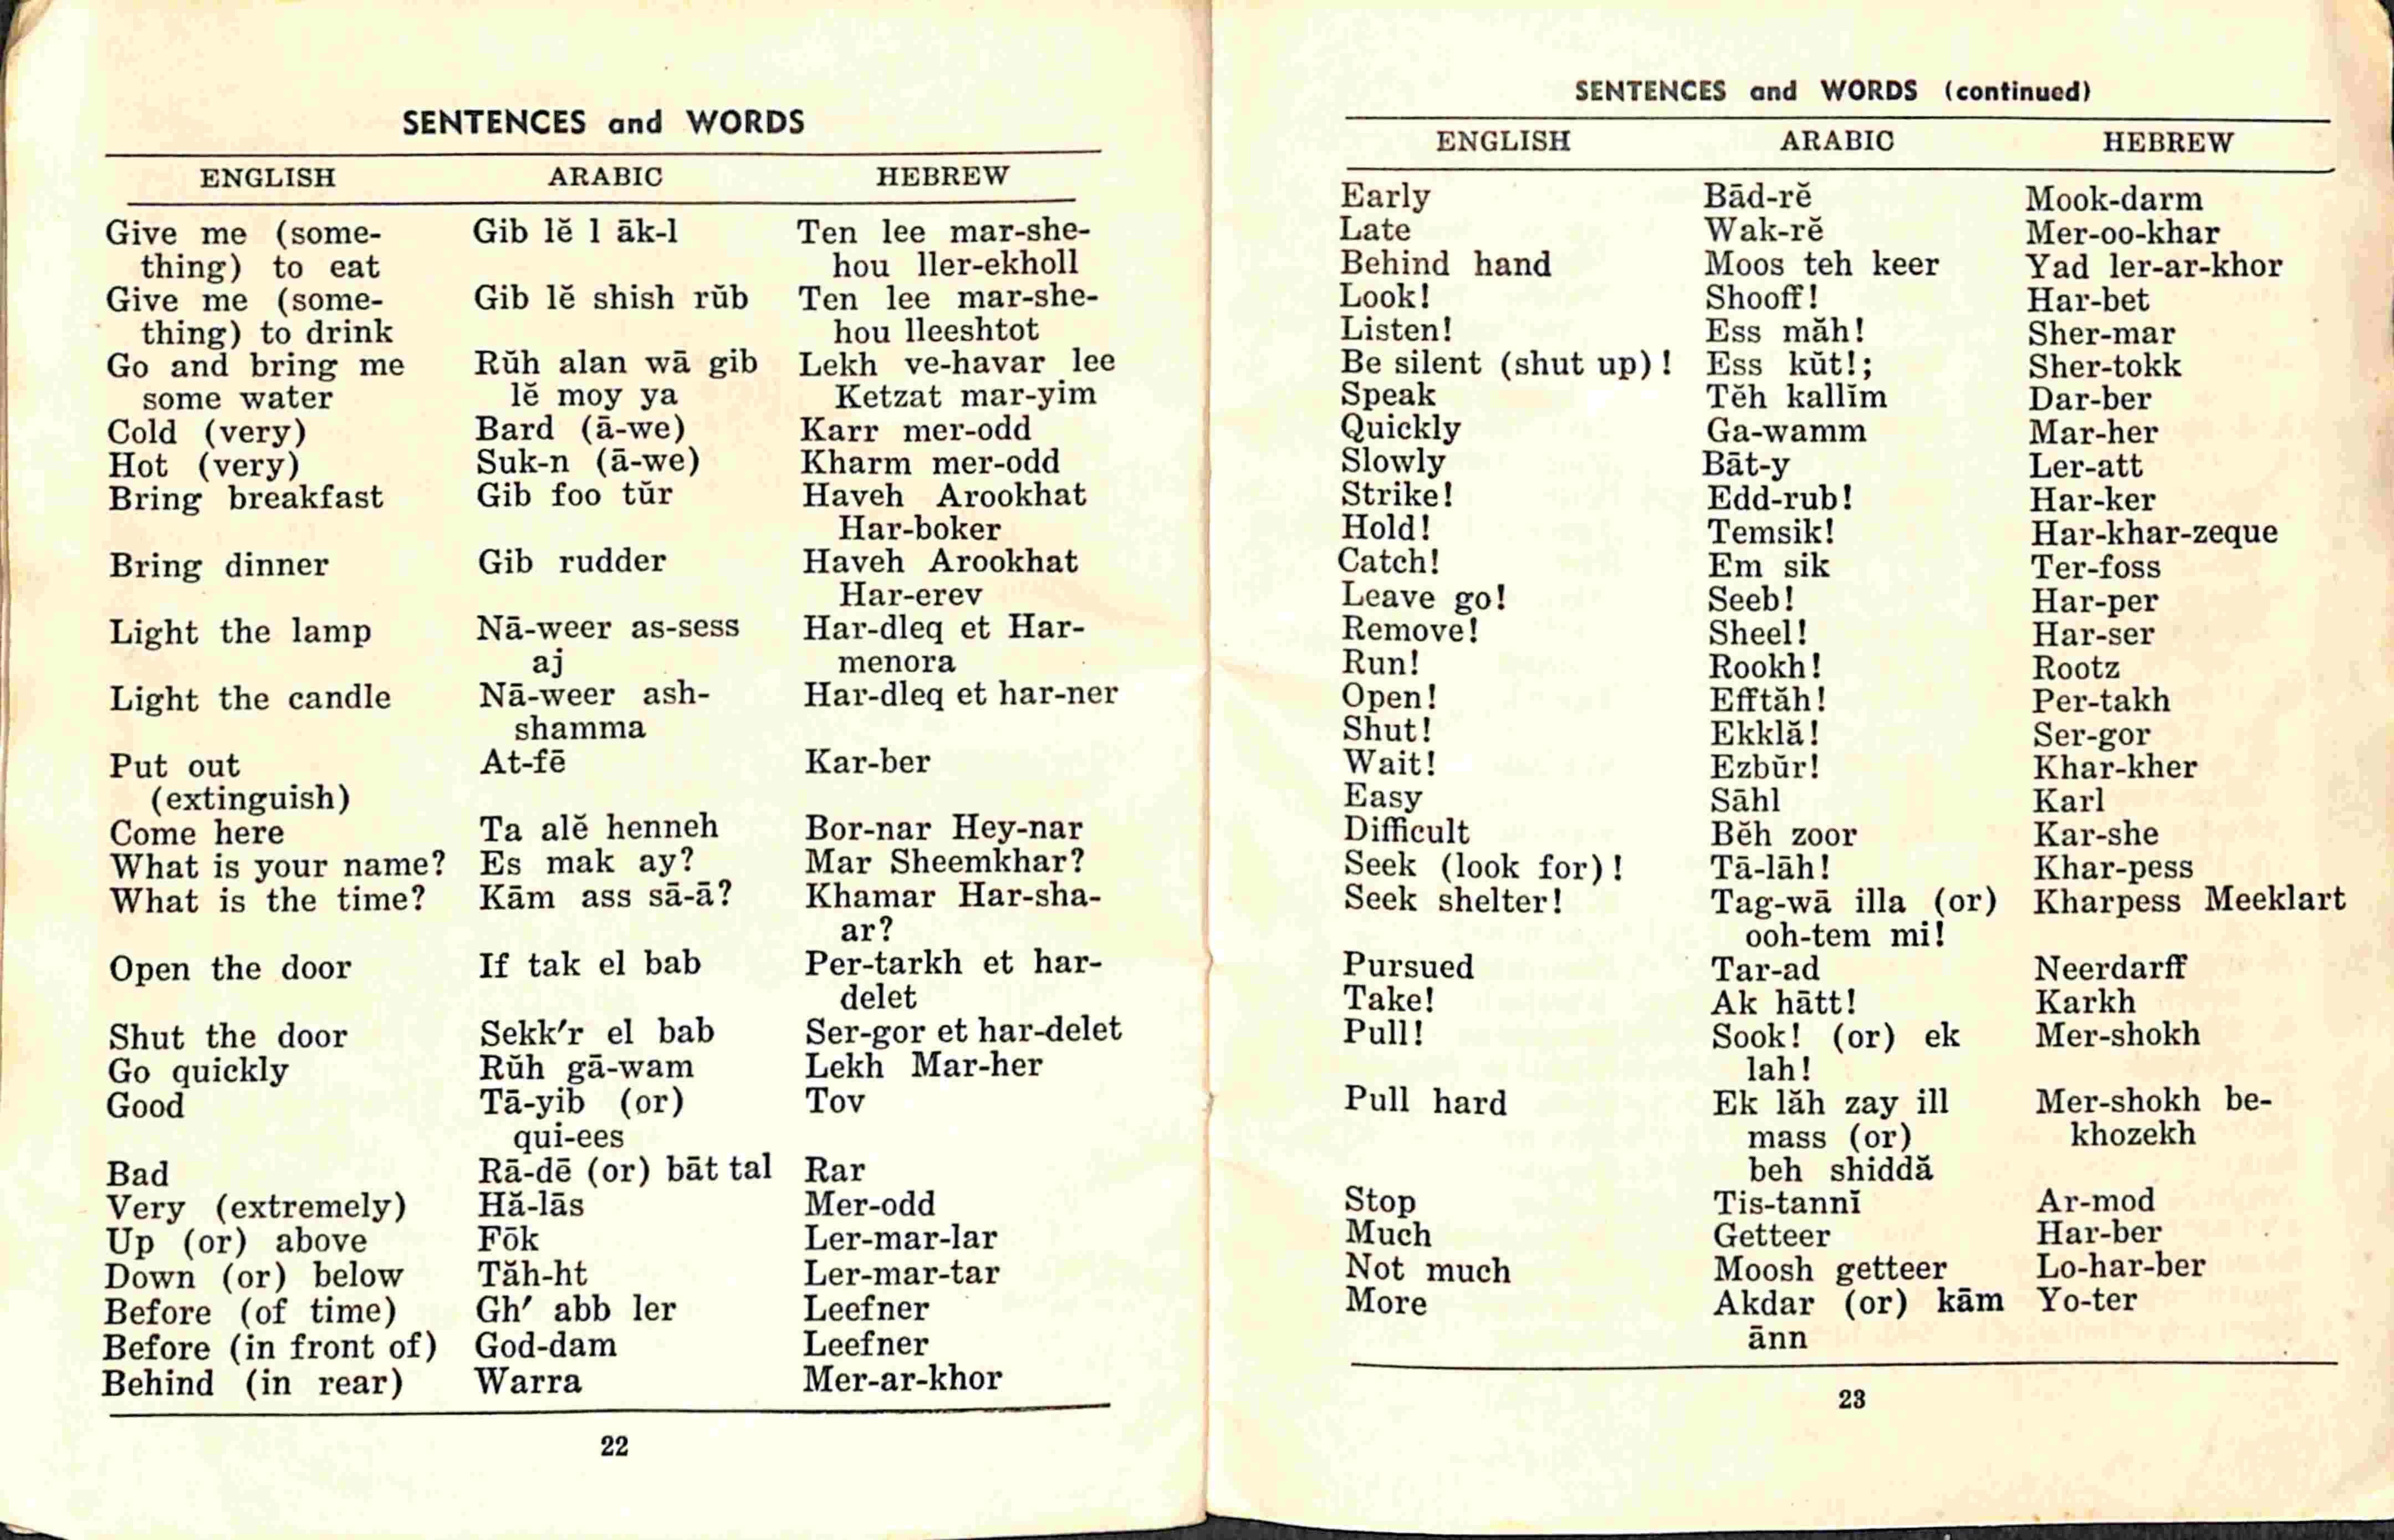 SENTENCES and WORDS
ENGLISH ARABIC HEBREW
Give me (some- Gib lĕ l āk-l Ten lee mar-she-
thing) to eat hou ller-ekholl
Give me (some- Gib lĕ shish rŭb Ten lee mar-she-
thing) to drink hou lleeshtot
Go and bring me Rŭh alan wā gib Lekh ve-havar lee
some water lĕ moy ya Ketzat mar-yim
Cold (very) Bard (ā-we) Karr mer-odd
Hot (very) Suk-n (ā-we) Kharm mer-odd
Bring breakfast Gib foo tŭr Haveh Arookhat
Har-boker
Bring dinner Gib rudder Haveh Arookhat
Har-erev
Light the lamp Nā-weer as-sess Har-dleq et Har-
aj menora
Light the candle Nā-weer ash- Har-dleq et har-ner
shamma
Put out At-fē Kar-ber
(extinguish)
Come here Ta alĕ henneh Bor-nar Hey-nar
What is your name? Es mak ay? Mar Sheemkhar?
What is the time? Kām ass sā-ā? Khamar Har-sha-
ar?
Open the door If tak el bab Per-tarkh et har-
delet
Shut the door Sekk'r el bab Ser-gor et har-delet
Go quickly Rŭh gā-wam Lekh Mar-her
Good Tā-yib (or) Tov
qui-ees
Bad Rā-dē (or) bāt tal Rar
Very (extremely) Hă-lās Mer-odd
Up (or) above Fōk Ler-mar-lar
Down (or) below Tăh-ht Ler-mar-tar
Before (of time) Gh' abb ler Leefner
Before (in front of) God-dam Leefner
Behind (in rear) Warra Mer-ar-khor
22
SENTENCES and WORDS (continued)
ENGLISH ARABIC HEBREW
Early Bād-rĕ Mook-darm
Late Wak-rĕ Mer-oo-khar
Behind hand Moos teh keer Yad ler-ar-khor
Look! Shooff! Har-bet
Listen! Ess măh! Sher-mar
Be silent (shut up)! Ess kŭt!; Sher-tokk
Speak Tĕh kallĭm Dar-ber
Quickly Ga-wamm Mar-her
Slowly Bāt-y Ler-att
Strike! Edd-rub! Har-ker
Hold! Temsik! Har-khar-zeque
Catch! Em sik Ter-foss
Leave go! Seeb! Har-per
Remove! Sheel! Har-ser
Run! Rookh! Rootz
Open! Efftăh! Per-takh
Shut! Ekklă! Ser-gor
Wait! Ezbŭr! Khar-kher
Easy Sāhl Karl
Difficult Bĕh zoor Kar-she
Seek (look for)! Tā-lāh! Khar-pess
Seek shelter! Tag-wā illa (or) Kharpess Meeklart
ooh-tem mi!
Pursued Tar-ad Neerdarff
Take! Ak hātt! Karkh
Pull! Sook! (or) ek Mer-shokh
lah!
Pull hard Ek lăh zay ill Mer-shokh be-
mass (or) khozekh
beh shiddă
Stop Tis-tannĭ Ar-mod
Much Getteer Har-ber
Not much Moosh getteer Lo-har-ber
More Akdar (or) kām Yo-ter
ānn
23